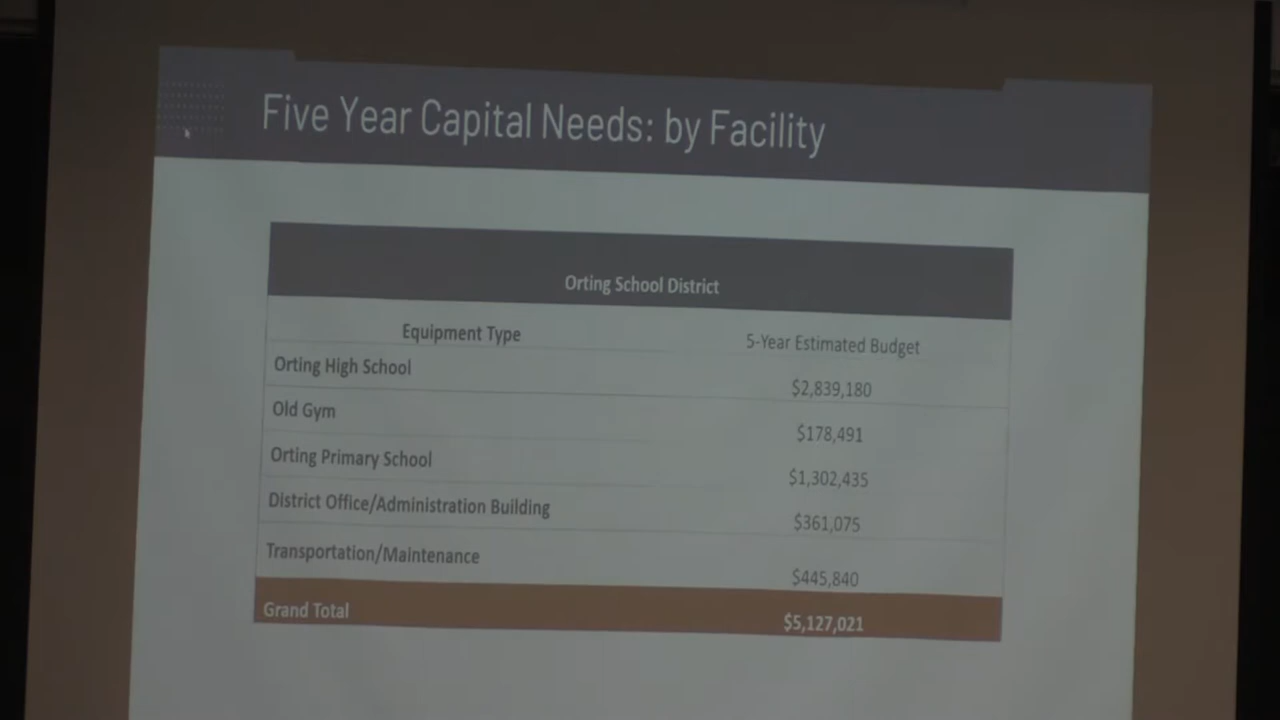 Five Year Capital Needs: by Facility
Orting School District
Equipment Type 5-Year Estimated Budget
Orting High School $2,839,180
Old Gym $178,491
Orting Primary School $1,302,435
District Office/Administration Building $361,075
Transportation/Maintenance $445,840
Grand Total $5,127,021